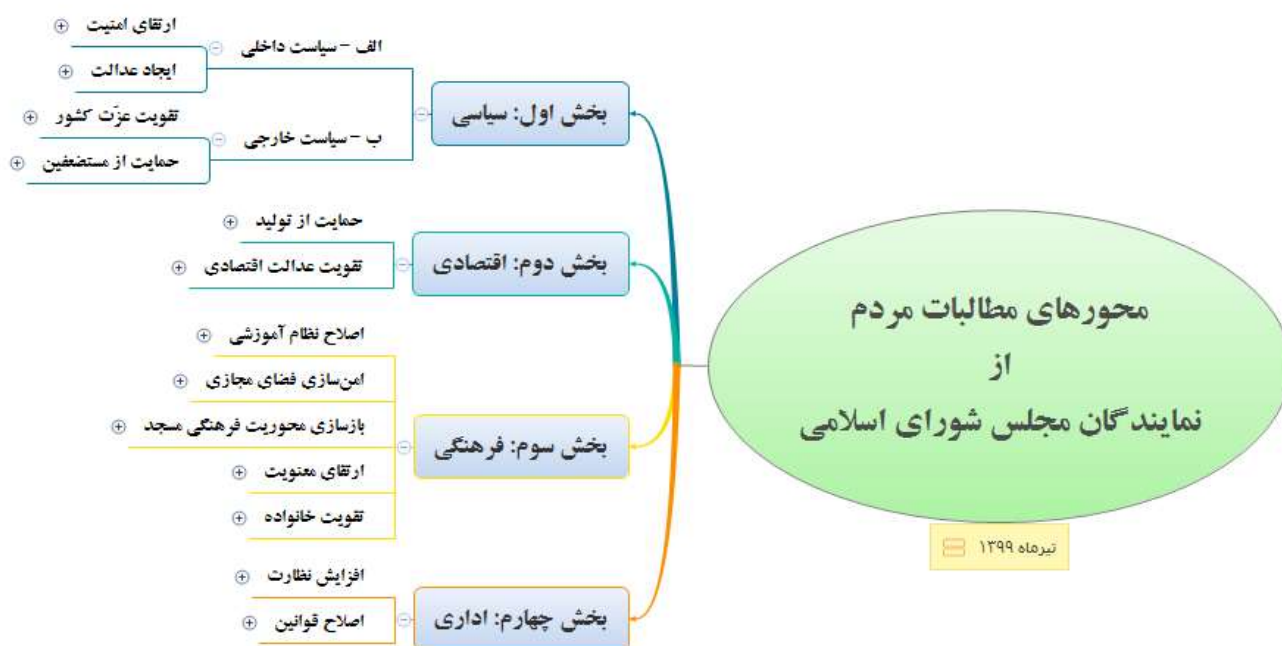 محورهای مطالبات مردم
از
نمایندگان مجلس شورای اسلامی
تیرماه ۱۳۹۹
بخش اول: سیاسی
الف - سیاست داخلی
ارتقای امنیت
ایجاد عدالت
ب - سیاست خارجی
تقویت عزّت کشور
حمایت از مستضعفین
بخش دوم: اقتصادی
حمایت از تولید
تقویت عدالت اقتصادی
بخش سوم: فرهنگی
اصلاح نظام آموزشی
امن‌سازی فضای مجازی
بازسازی محوریت فرهنگی مسجد
ارتقای معنویت
تقویت خانواده
بخش چهارم: اداری
افزایش نظارت
اصلاح قوانین